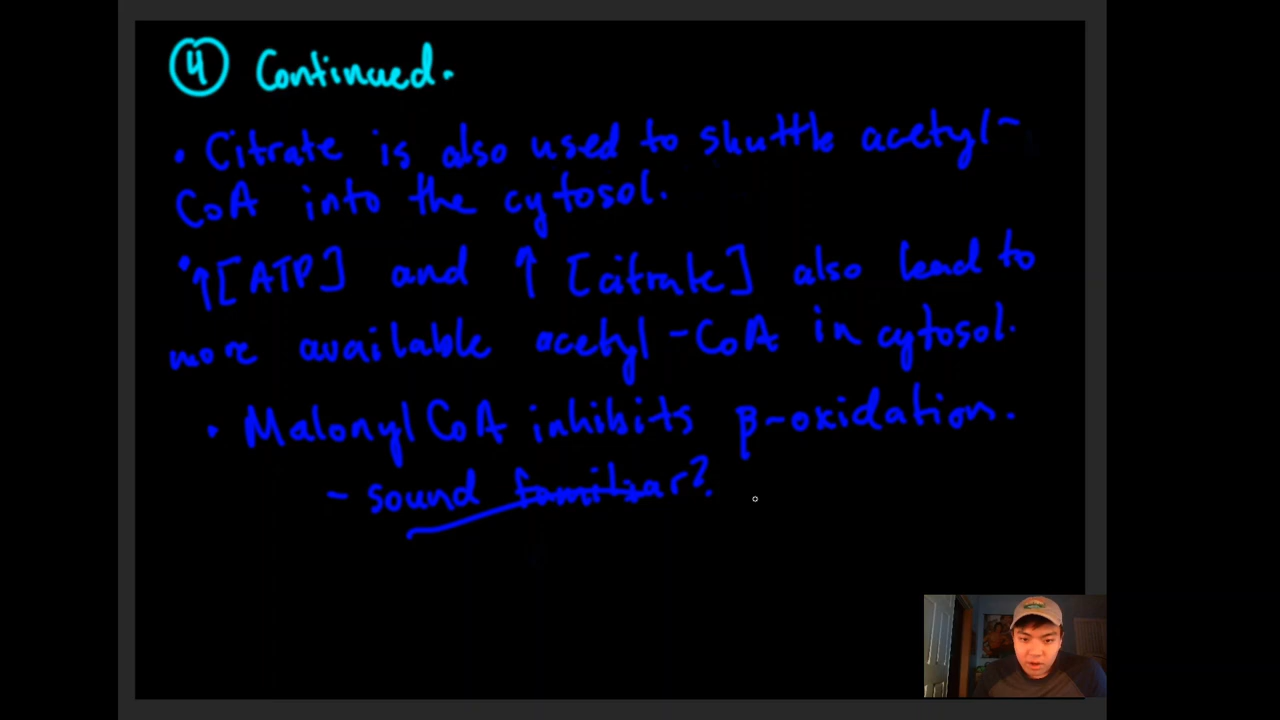 4 Continued.
• Citrate is also used to shuttle acetyl-
CoA into the cytosol.
• ↑[ATP] and ↑ [citrate] also lead to
more available acetyl-CoA in cytosol.
• Malonyl CoA inhibits β-oxidation.
- sound familiar?